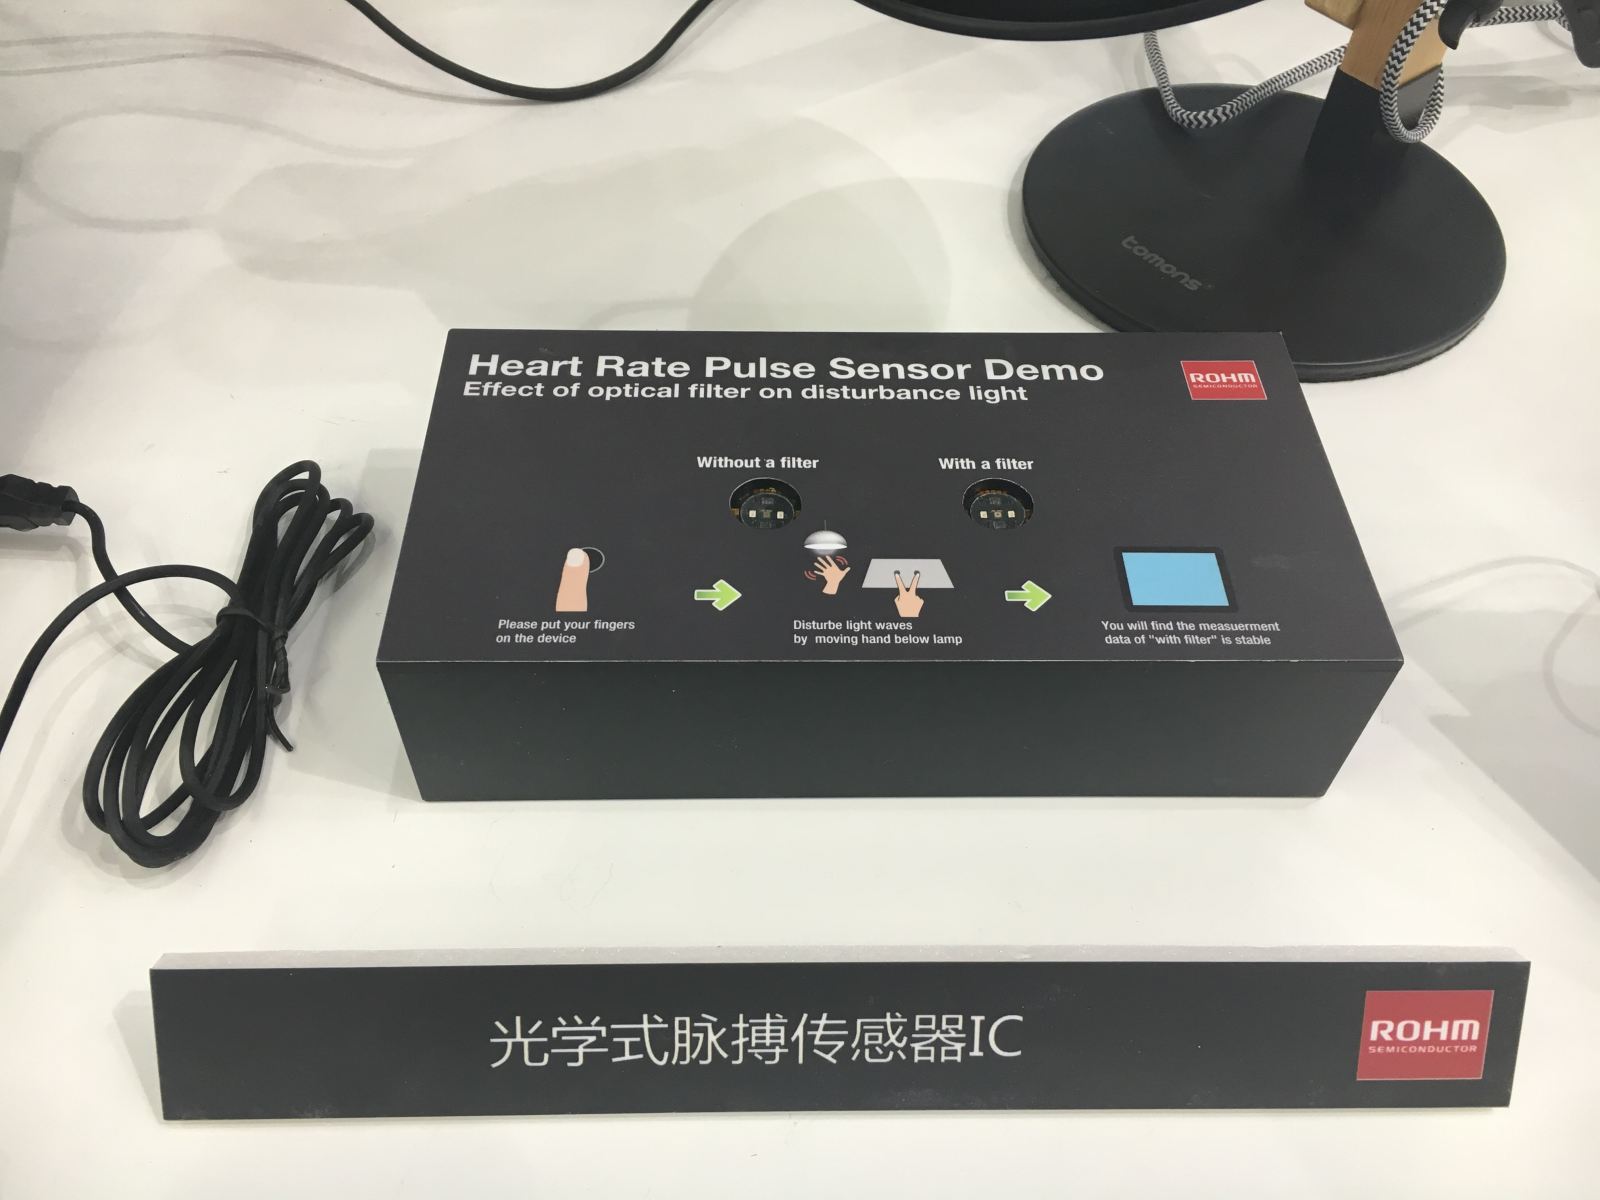 tomons
Heart Rate Pulse Sensor Demo
Effect of optical filter on disturbance light
ROHM
SEMICONDUCTOR
Without a filter
With a filter
Please put your fingers
on the device
Disturbe light waves
by moving hand below lamp
You will find the measuerment
data of "with filter" is stable
光学式脉搏传感器IC
ROHM
SEMICONDUCTOR